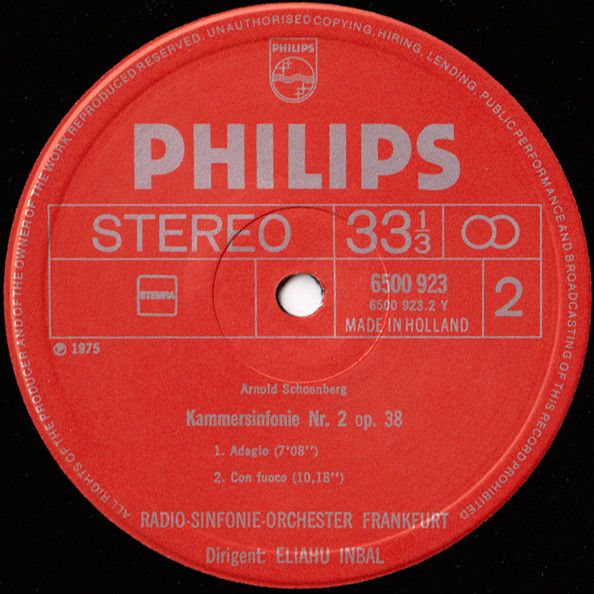 ALL RIGHTS OF THE PRODUCER AND OF THE OWNER OF THE WORK REPRODUCED RESERVED. UNAUTHORISED COPYING, HIRING, LENDING, PUBLIC PERFORMANCE AND BROADCASTING OF THIS RECORD PROHIBITED
PHILIPS
PHILIPS
STEREO
33 1/3
STEMRA
6500 923
6500 923.2 Y
MADE IN HOLLAND
2
℗ 1975
Arnold Schoenberg
Kammersinfonie Nr. 2 op. 38
1. Adagio (7'08")
2. Con fuoco (10,18")
RADIO-SINFONIE-ORCHESTER FRANKFURT
Dirigent: ELIAHU INBAL